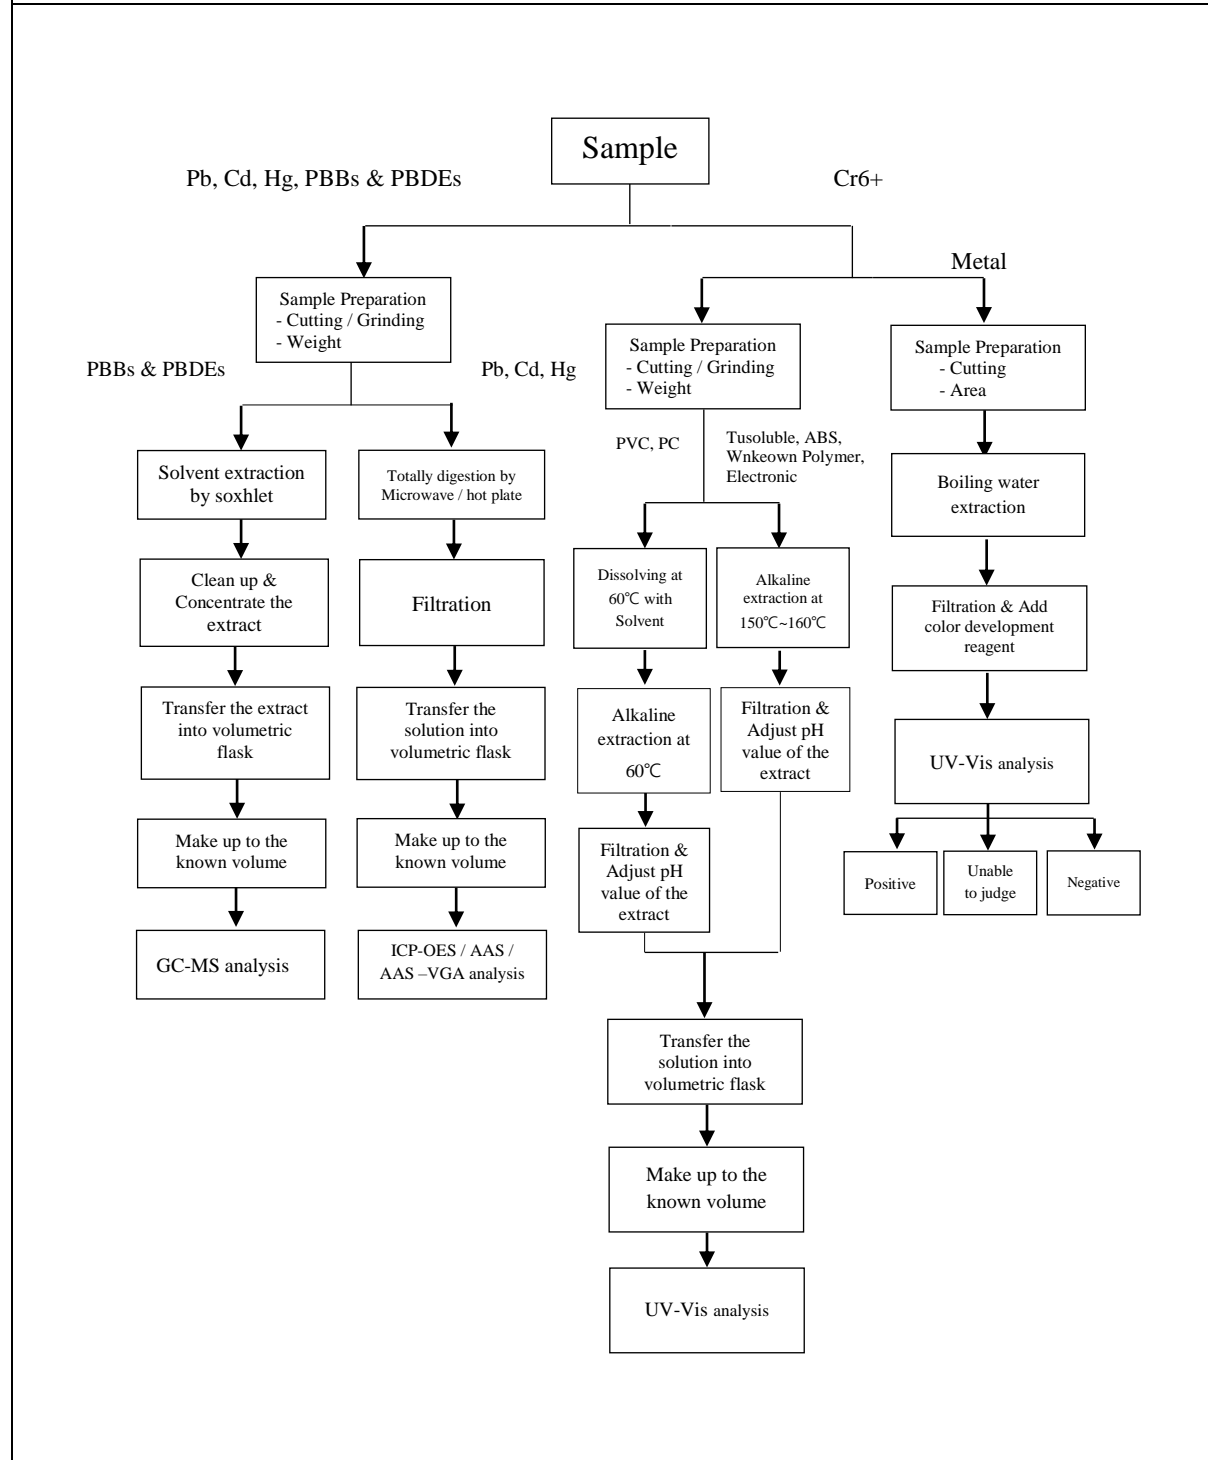 Sample
Pb, Cd, Hg, PBBs & PBDEs
Cr6+
Metal
Sample Preparation
- Cutting / Grinding
- Weight
PBBs & PBDEs
Pb, Cd, Hg
Solvent extraction
by soxhlet
Clean up &
Concentrate the
extract
Transfer the extract
into volumetric
flask
Make up to the
known volume
GC-MS analysis
Totally digestion by
Microwave / hot plate
Filtration
Transfer the
solution into
volumetric flask
Make up to the
known volume
ICP-OES / AAS /
AAS –VGA analysis
Sample Preparation
- Cutting / Grinding
- Weight
PVC, PC
Tusoluble, ABS,
Wnkeown Polymer,
Electronic
Dissolving at
60℃ with
Solvent
Alkaline
extraction at
60℃
Filtration &
Adjust pH
value of the
extract
Alkaline
extraction at
150℃~160℃
Filtration &
Adjust pH
value of the
extract
Transfer the
solution into
volumetric flask
Make up to the
known volume
UV-Vis analysis
Sample Preparation
- Cutting
- Area
Boiling water
extraction
Filtration & Add
color development
reagent
UV-Vis analysis
Positive
Unable
to judge
Negative